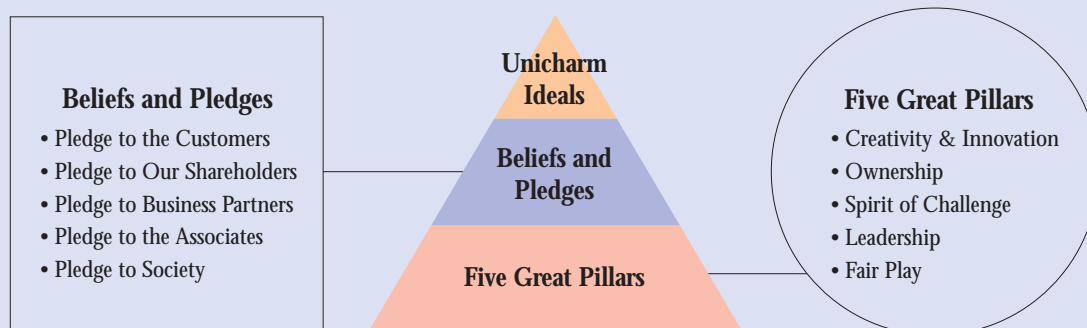 Beliefs and Pledges
• Pledge to the Customers
• Pledge to Our Shareholders
• Pledge to Business Partners
• Pledge to the Associates
• Pledge to Society
Unicharm
Ideals
Beliefs and
Pledges
Five Great Pillars
Five Great Pillars
• Creativity & Innovation
• Ownership
• Spirit of Challenge
• Leadership
• Fair Play